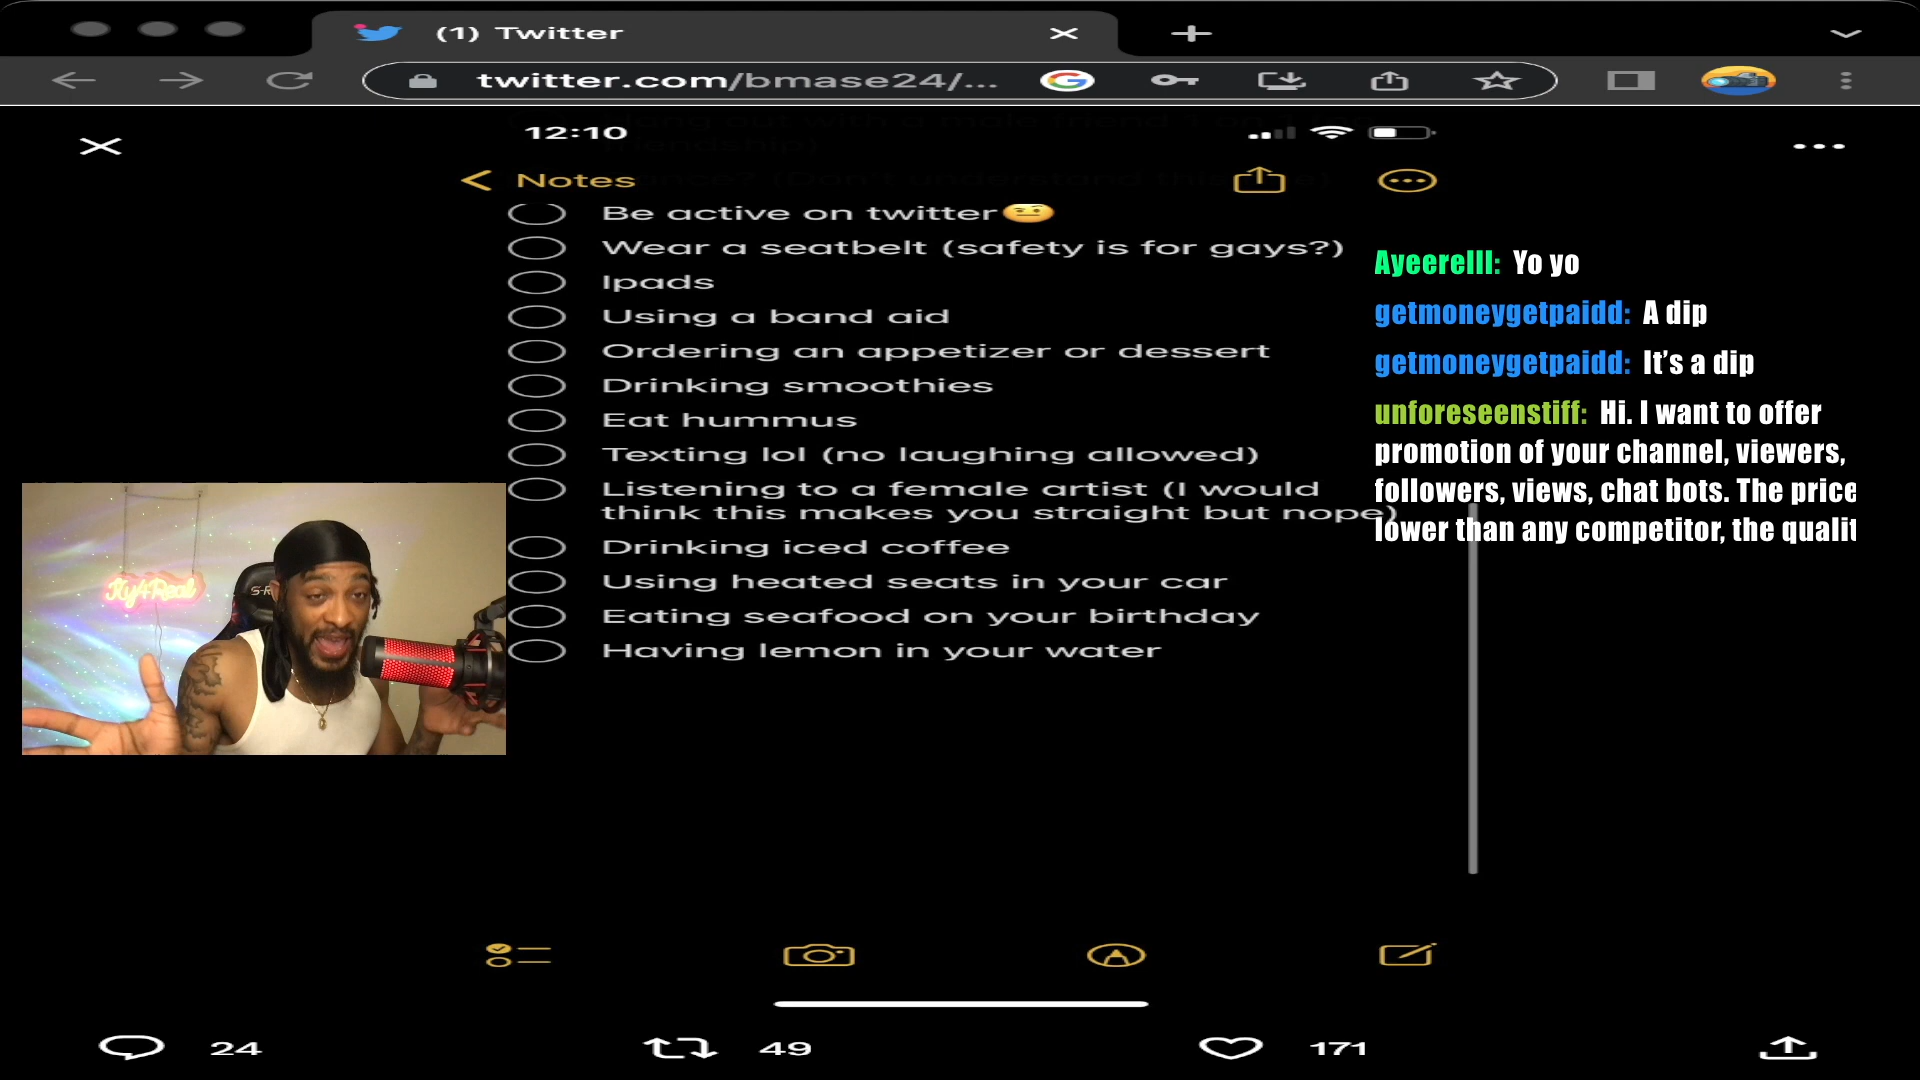 (1) Twitter
twitter.com/bmase24/...
12:10
Notes
Be active on twitter🤨
Wear a seatbelt (safety is for gays?)
Ipads
Using a band aid
Ordering an appetizer or dessert
Drinking smoothies
Eat hummus
Texting lol (no laughing allowed)
Listening to a female artist (I would
think this makes you straight but nope)
Drinking iced coffee
Using heated seats in your car
Eating seafood on your birthday
Having lemon in your water
Ayeerelll: Yo yo
getmoneygetpaidd: A dip
getmoneygetpaidd: It's a dip
unforeseenstiff: Hi. I want to offer
promotion of your channel, viewers,
followers, views, chat bots. The price
lower than any competitor, the qualit
24
49
171